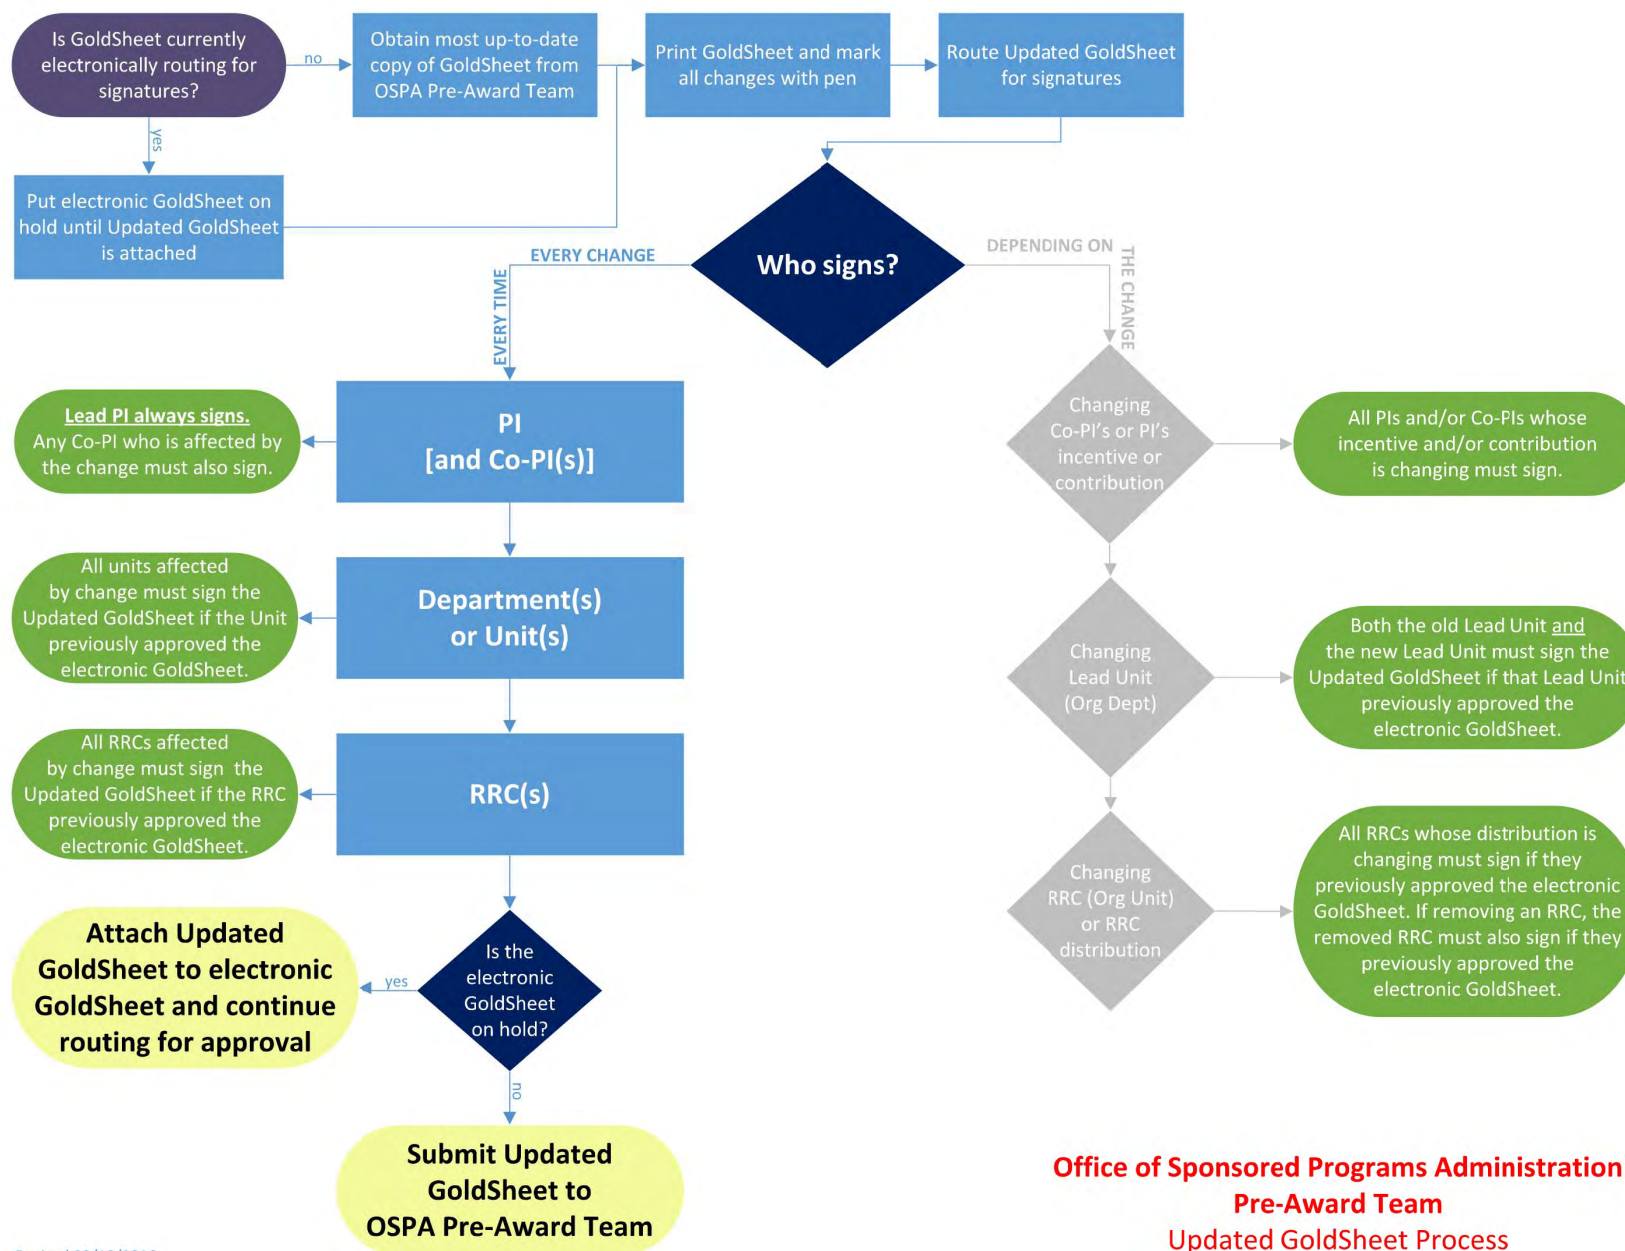 Is GoldSheet currently
electronically routing for
signatures?
no
Obtain most up-to-date
copy of GoldSheet from
OSPA Pre-Award Team
Print GoldSheet and mark
all changes with pen
Route Updated GoldSheet
for signatures
yes
Put electronic GoldSheet on
hold until Updated GoldSheet
is attached
Who signs?
EVERY CHANGE
EVERY TIME
DEPENDING ON
THE CHANGE
Lead PI always signs.
Any Co-PI who is affected by
the change must also sign.
PI
[and Co-PI(s)]
Changing
Co-PI's or PI's
incentive or
contribution
All PIs and/or Co-PIs whose
incentive and/or contribution
is changing must sign.
All units affected
by change must sign the
Updated GoldSheet if the Unit
previously approved the
electronic GoldSheet.
Department(s)
or Unit(s)
Changing
Lead Unit
(Org Dept)
Both the old Lead Unit and
the new Lead Unit must sign the
Updated GoldSheet if that Lead Unit
previously approved the
electronic GoldSheet.
All RRCs affected
by change must sign the
Updated GoldSheet if the RRC
previously approved the
electronic GoldSheet.
RRC(s)
Changing
RRC (Org Unit)
or RRC
distribution
All RRCs whose distribution is
changing must sign if they
previously approved the electronic
GoldSheet. If removing an RRC, the
removed RRC must also sign if they
previously approved the
electronic GoldSheet.
Attach Updated
GoldSheet to electronic
GoldSheet and continue
routing for approval
yes
Is the
electronic
GoldSheet
on hold?
no
Submit Updated
GoldSheet to
OSPA Pre-Award Team
Office of Sponsored Programs Administration
Pre-Award Team
Updated GoldSheet Process